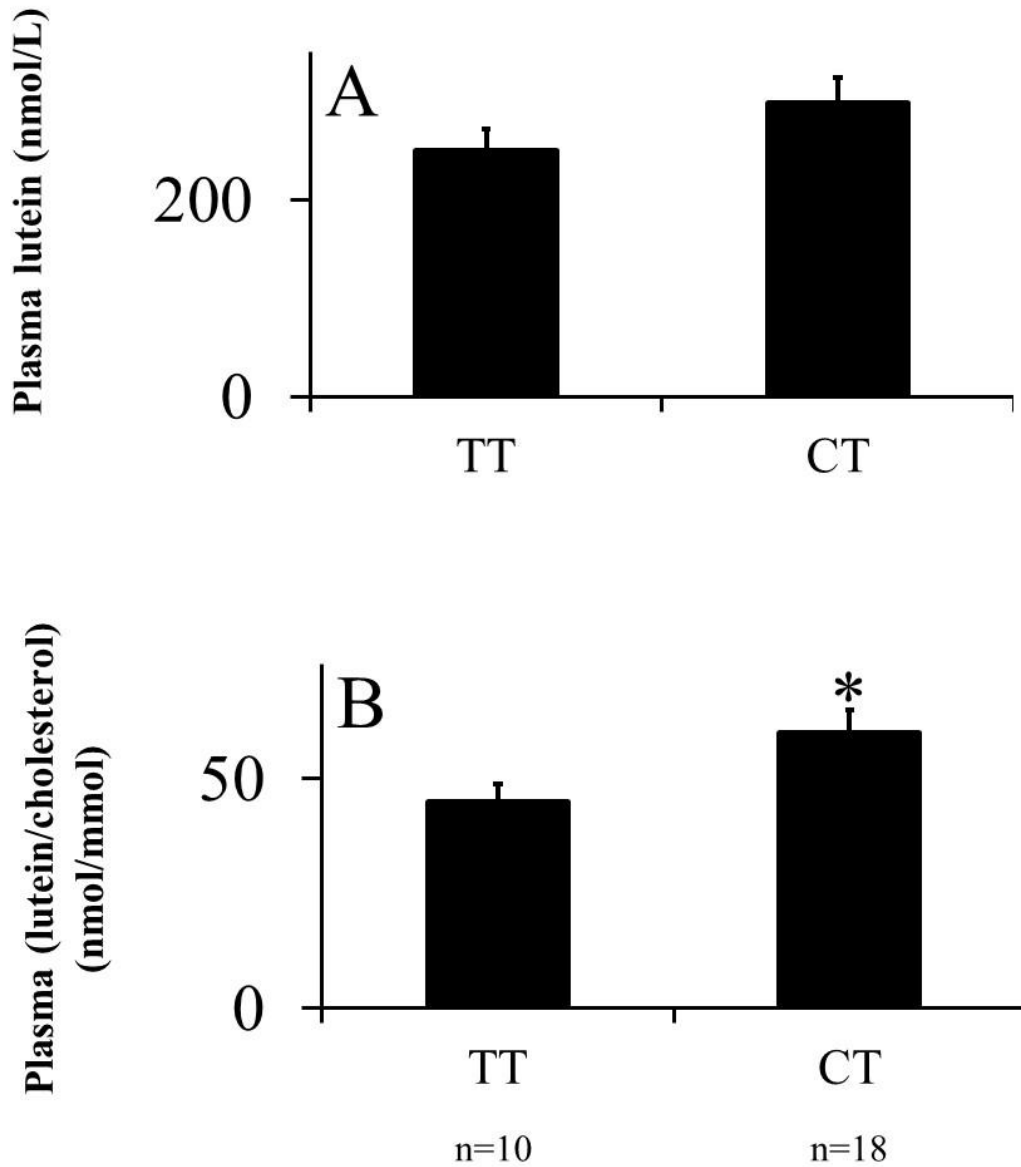 Plasma lutein (nmol/L)
A
200
0
TT CT
Plasma (lutein/cholesterol)
(nmol/mmol)
B
*
50
0
TT CT
n=10 n=18